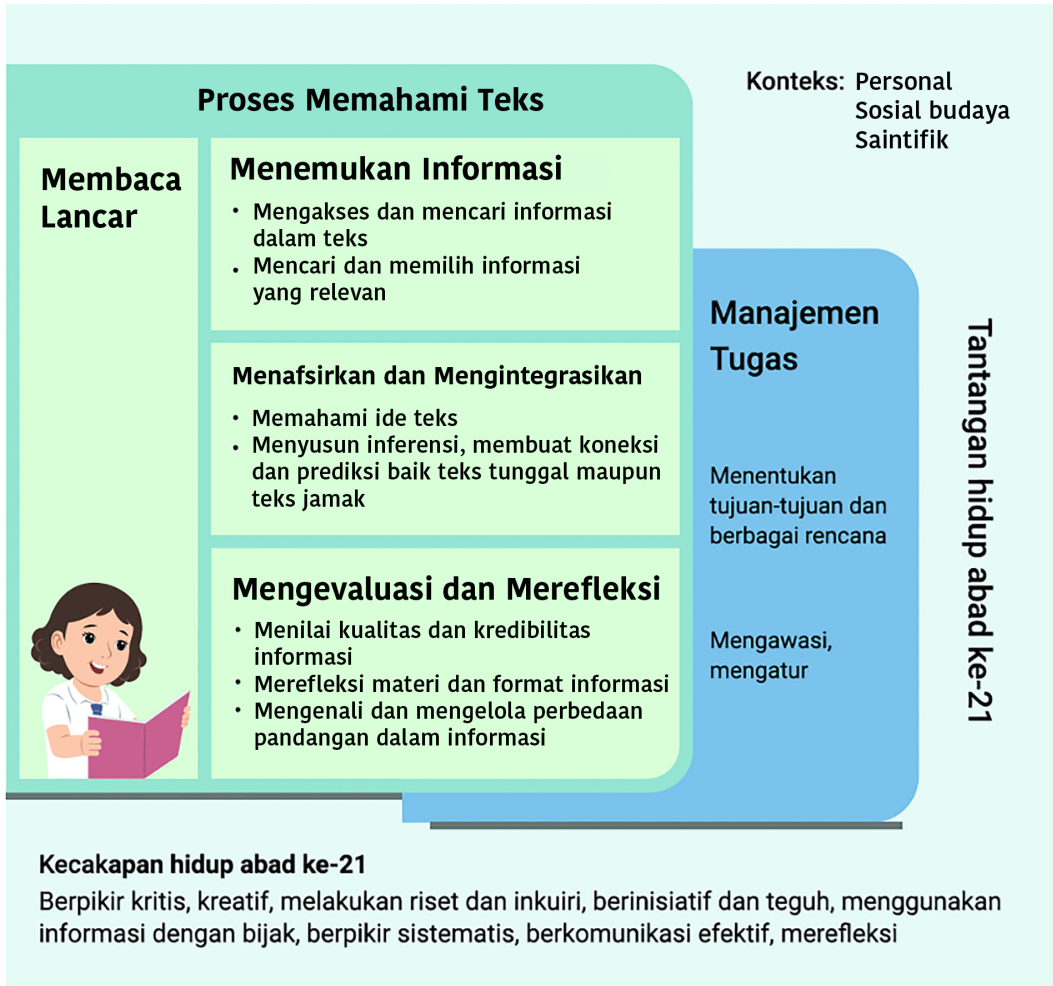 Proses Memahami Teks
Konteks: Personal
Sosial budaya
Saintifik
Membaca
Lancar
Menemukan Informasi
• Mengakses dan mencari informasi
dalam teks
• Mencari dan memilih informasi
yang relevan
Menafsirkan dan Mengintegrasikan
• Memahami ide teks
• Menyusun inferensi, membuat koneksi
dan prediksi baik teks tunggal maupun
teks jamak
Mengevaluasi dan Merefleksi
• Menilai kualitas dan kredibilitas
informasi
• Merefleksi materi dan format informasi
• Mengenali dan mengelola perbedaan
pandangan dalam informasi
Manajemen
Tugas
Menentukan
tujuan-tujuan dan
berbagai rencana
Mengawasi,
mengatur
Tantangan hidup abad ke-21
Kecakapan hidup abad ke-21
Berpikir kritis, kreatif, melakukan riset dan inkuiri, berinisiatif dan teguh, menggunakan
informasi dengan bijak, berpikir sistematis, berkomunikasi efektif, merefleksi